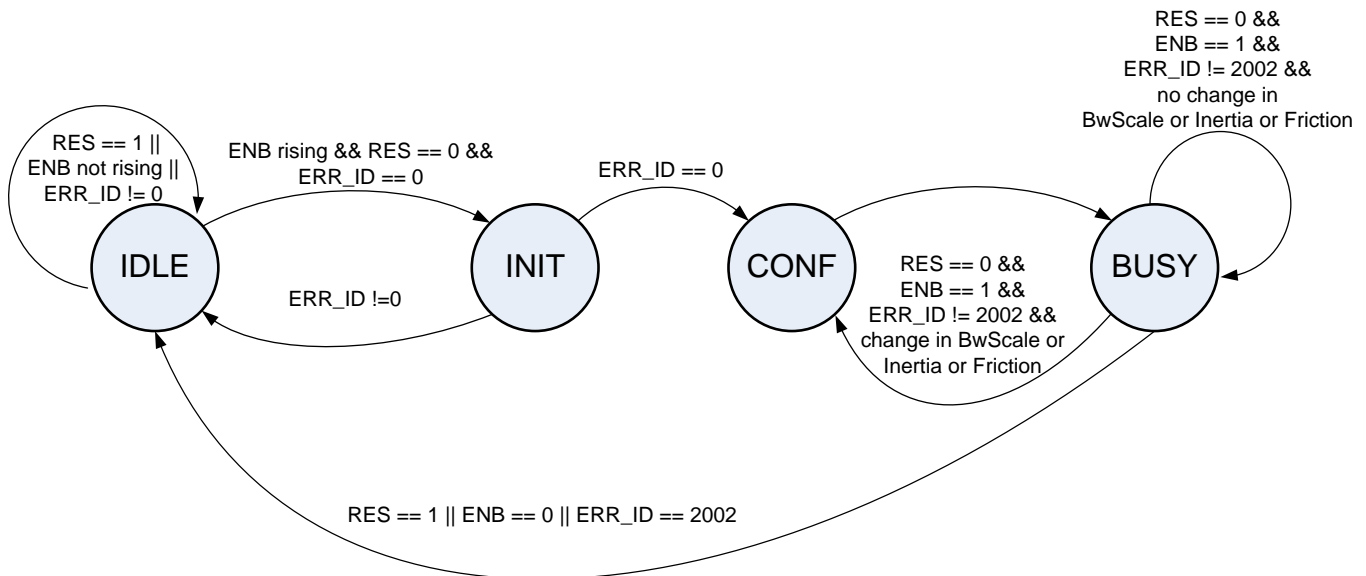 RES == 0 &&
ENB == 1 &&
ERR_ID != 2002 &&
no change in
BwScale or Inertia or Friction
RES == 1 ||
ENB not rising ||
ERR_ID != 0
ENB rising && RES == 0 &&
ERR_ID == 0
ERR_ID == 0
IDLE
INIT
CONF
BUSY
RES == 0 &&
ENB == 1 &&
ERR_ID != 2002 &&
change in BwScale or
Inertia or Friction
ERR_ID !=0
RES == 1 || ENB == 0 || ERR_ID == 2002